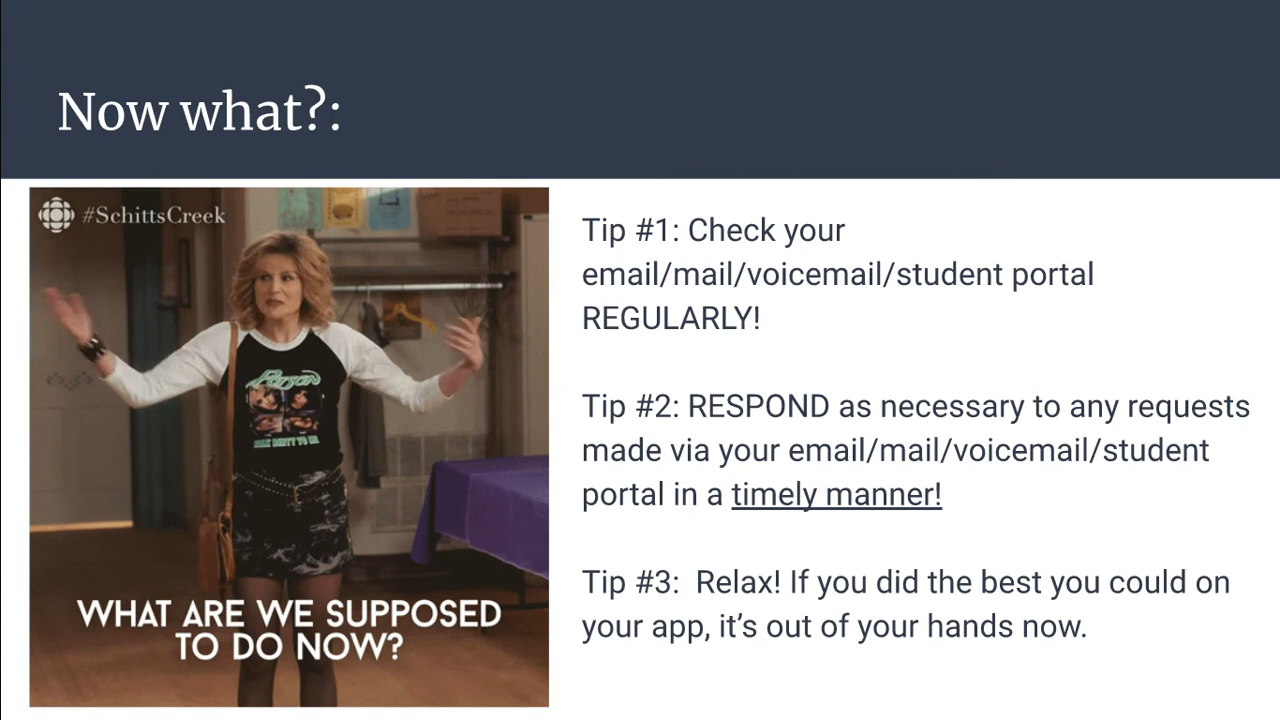 Now what?:
#SchittsCreek
POISON
WHAT ARE WE SUPPOSED
TO DO NOW?
Tip #1: Check your
email/mail/voicemail/student portal
REGULARLY!
Tip #2: RESPOND as necessary to any requests
made via your email/mail/voicemail/student
portal in a timely manner!
Tip #3:  Relax! If you did the best you could on
your app, it’s out of your hands now.